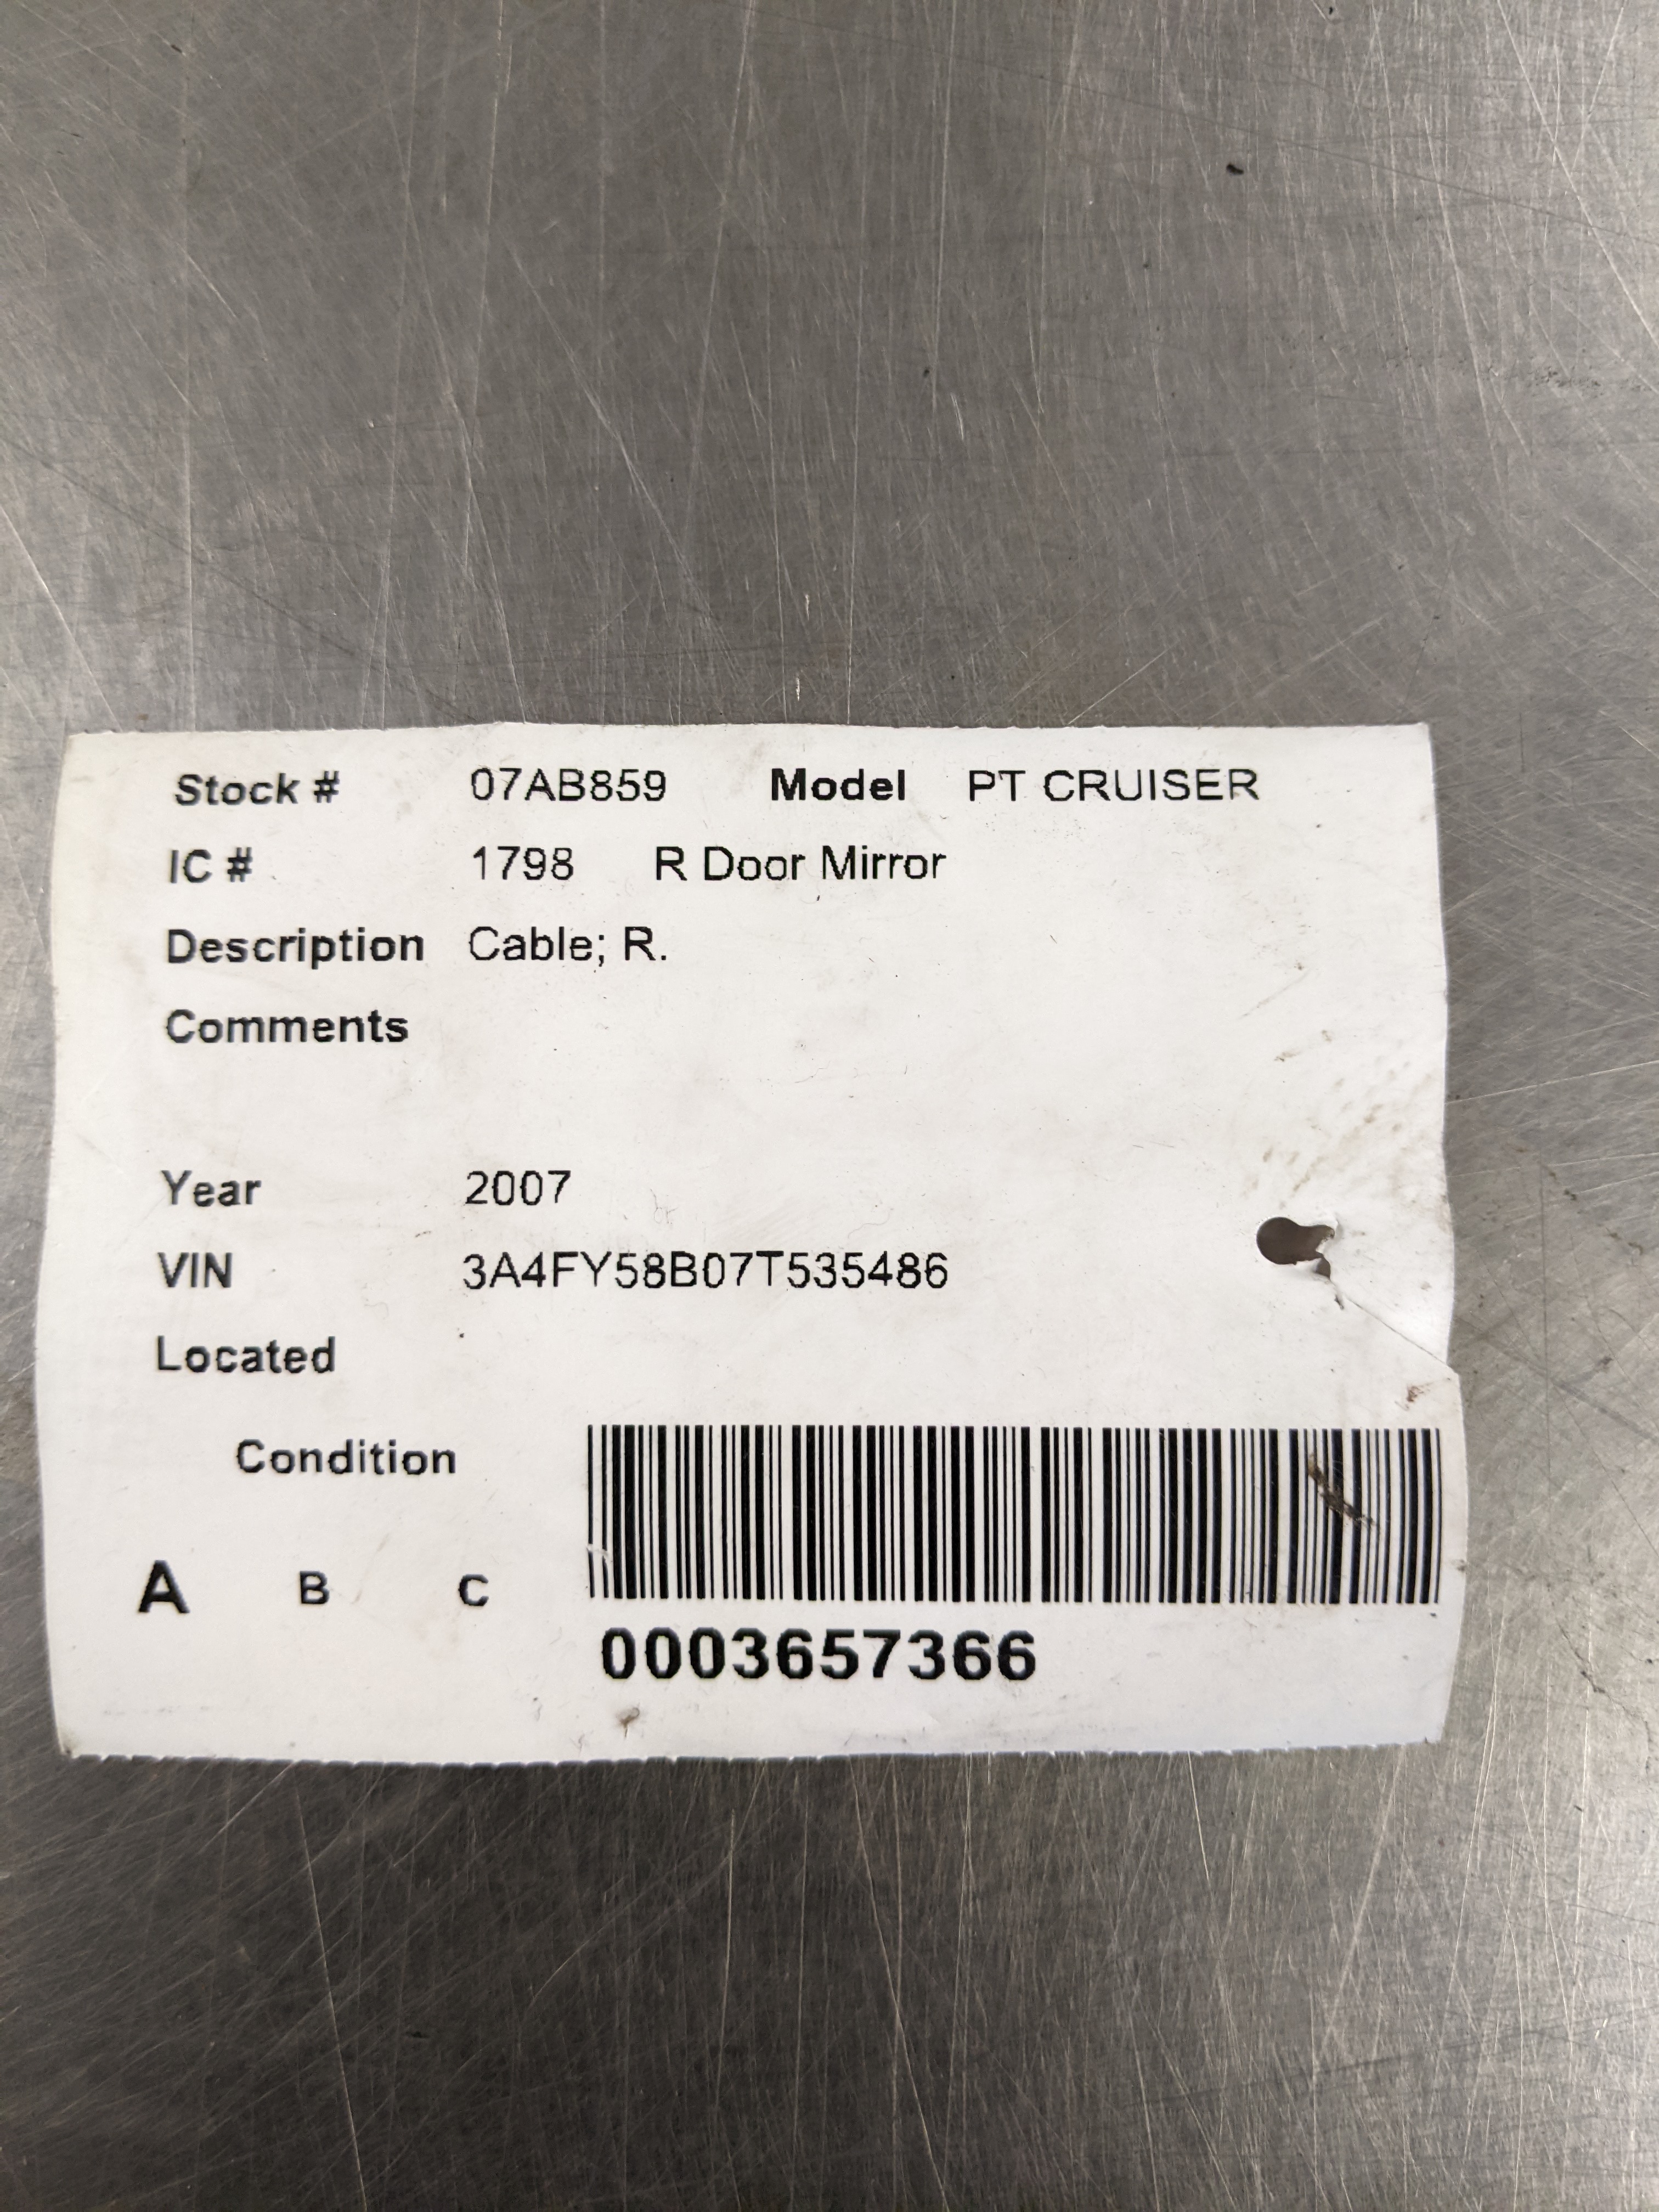 Stock # 07AB859 Model PT CRUISER
IC # 1798 R Door Mirror
Description Cable; R.
Comments
Year 2007
VIN 3A4FY58B07T535486
Located
Condition
A B C
0003657366